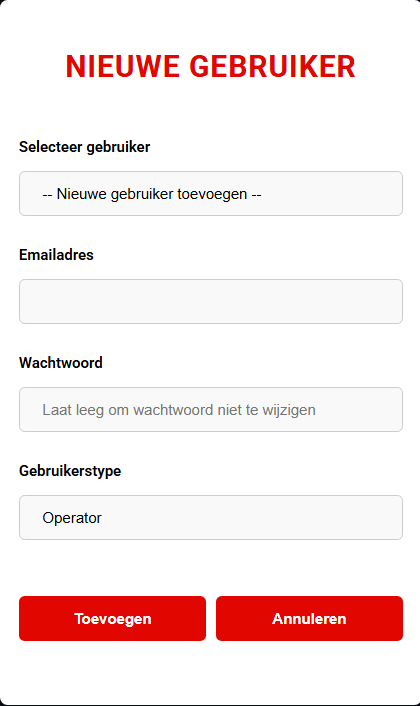 NIEUWE GEBRUIKER
Selecteer gebruiker
-- Nieuwe gebruiker toevoegen --
Emailadres
Wachtwoord
Laat leeg om wachtwoord niet te wijzigen
Gebruikerstype
Operator
Toevoegen
Annuleren